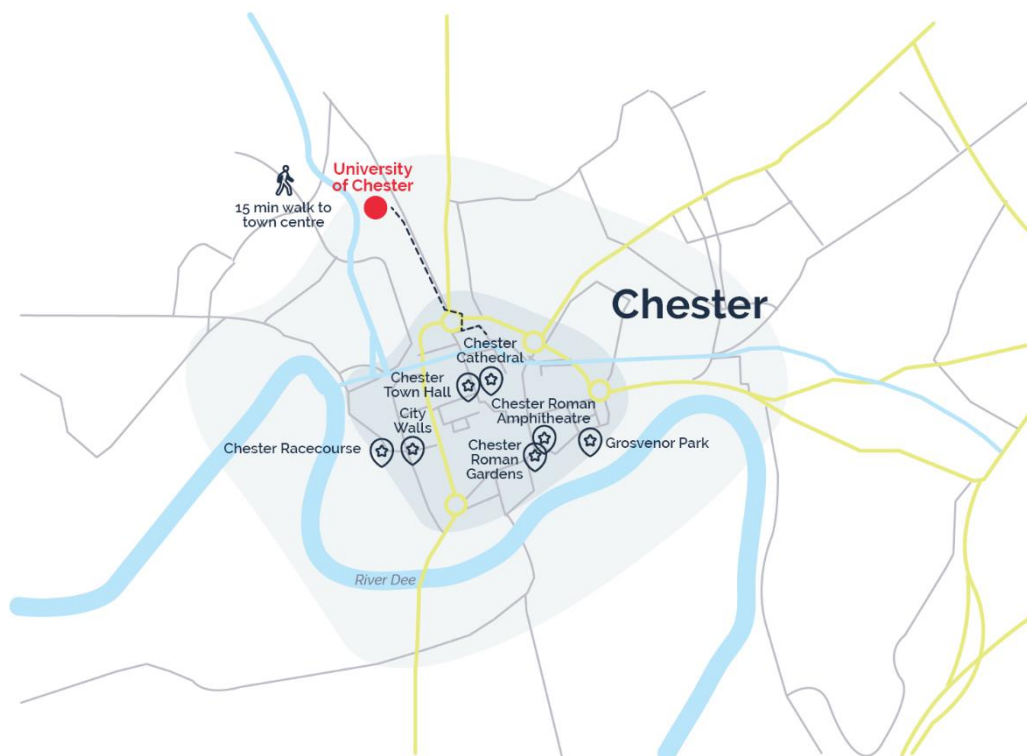 University
of Chester
15 min walk to
town centre
Chester
Chester
Cathedral
Chester
Town Hall
City
Walls
Chester Roman
Amphitheatre
Chester Racecourse
Chester
Roman
Gardens
Grosvenor Park
River Dee